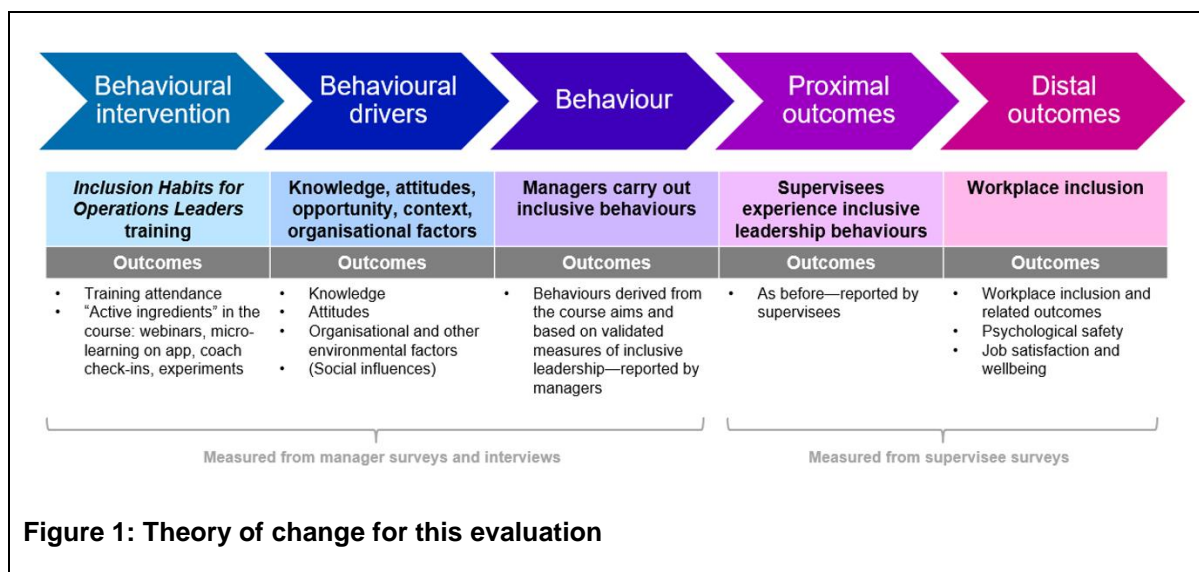 Behavioural
intervention
Behavioural
drivers
Behaviour
Proximal
outcomes
Distal
outcomes
Inclusion Habits for
Operations Leaders
training
Knowledge, attitudes,
opportunity, context,
organisational factors
Managers carry out
inclusive behaviours
Supervisees
experience inclusive
leadership behaviours
Workplace inclusion
Outcomes
Outcomes
Outcomes
Outcomes
Outcomes
• Training attendance
• “Active ingredients” in the
course: webinars, micro-
learning on app, coach
check-ins, experiments
• Knowledge
• Attitudes
• Organisational and other
environmental factors
• (Social influences)
• Behaviours derived from
the course aims and
based on validated
measures of inclusive
leadership—reported by
managers
• As before—reported by
supervisees
• Workplace inclusion and
related outcomes
• Psychological safety
• Job satisfaction and
wellbeing
Measured from manager surveys and interviews
Measured from supervisee surveys
Figure 1: Theory of change for this evaluation